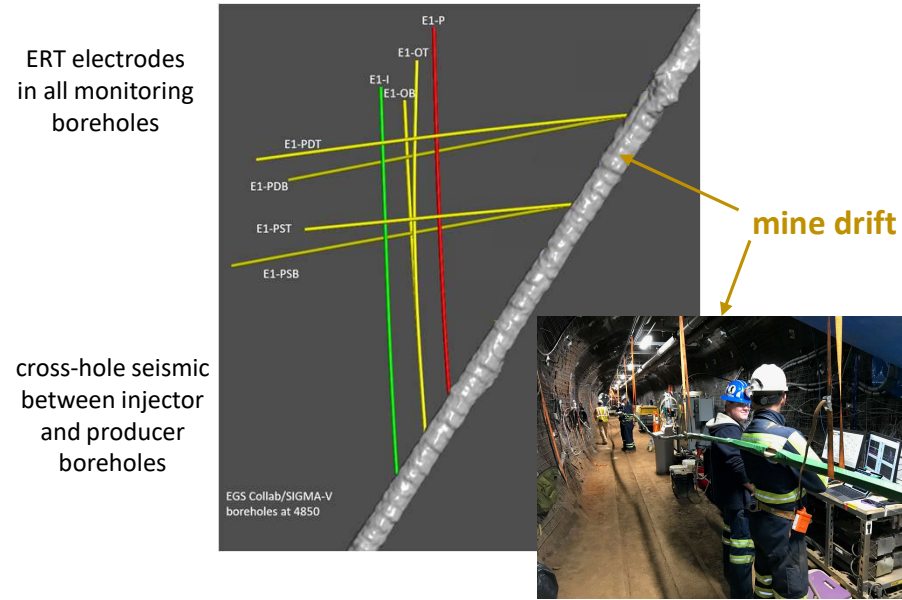 ERT electrodes
in all monitoring
boreholes
E1-P
E1-OT
E1-I
E1-OB
E1-PDT
E1-PDB
E1-PST
E1-PSB
mine drift
cross-hole seismic
between injector
and producer
boreholes
EGS Collab/SIGMA-V
boreholes at 4850